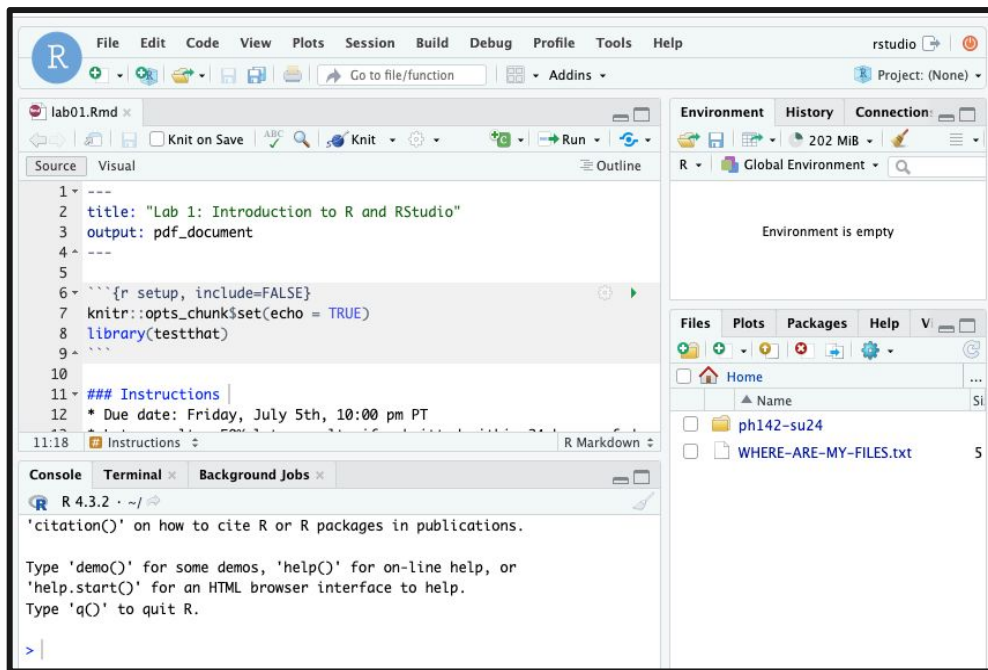 File Edit Code View Plots Session Build Debug Profile Tools Help
rstudio
Go to file/function
Addins
Project: (None)
lab01.Rmd
Knit on Save
ABC
Knit
Run
Source Visual
Outline
1 ---
2 title: "Lab 1: Introduction to R and RStudio"
3 output: pdf_document
4 ---
5
6 ```{r setup, include=FALSE}
7 knitr::opts_chunk$set(echo = TRUE)
8 library(testthat)
9 ```
10
11 ### Instructions
12 * Due date: Friday, July 5th, 10:00 pm PT
11:18 Instructions
R Markdown
Console Terminal Background Jobs
R 4.3.2 · ~/
'citation()' on how to cite R or R packages in publications.
Type 'demo()' for some demos, 'help()' for on-line help, or
'help.start()' for an HTML browser interface to help.
Type 'q()' to quit R.
>
Environment History Connection
202 MiB
R Global Environment
Environment is empty
Files Plots Packages Help
Home
...
Name
ph142-su24
WHERE-ARE-MY-FILES.txt 5